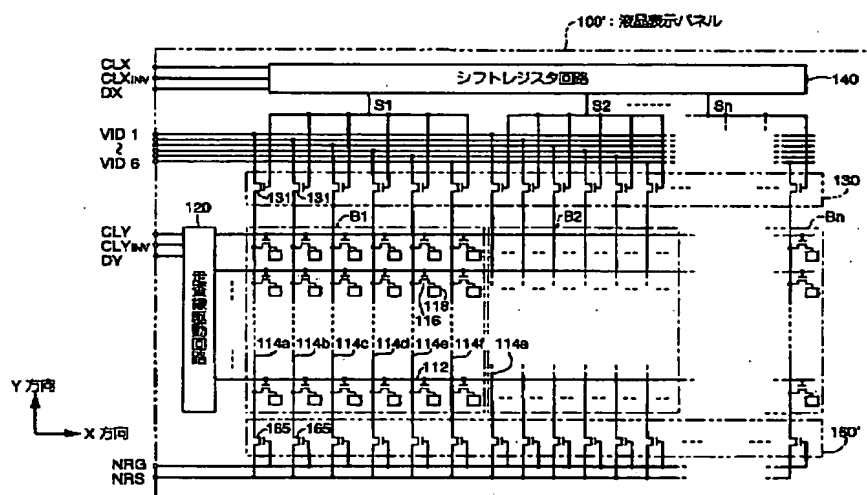 100' : 液晶表示パネル
CLX
CLXINV
DX
シフトレジスタ回路
140
S1
S2
Sn
VID 1
~
VID 6
131
131
130
120
B1
B2
Bn
CLY
CLYINV
DY
118
116
114a
114b
114c
114d
114e
114f
114a
112
Y 方向
X 方向
165
165
160'
NRG
NRS